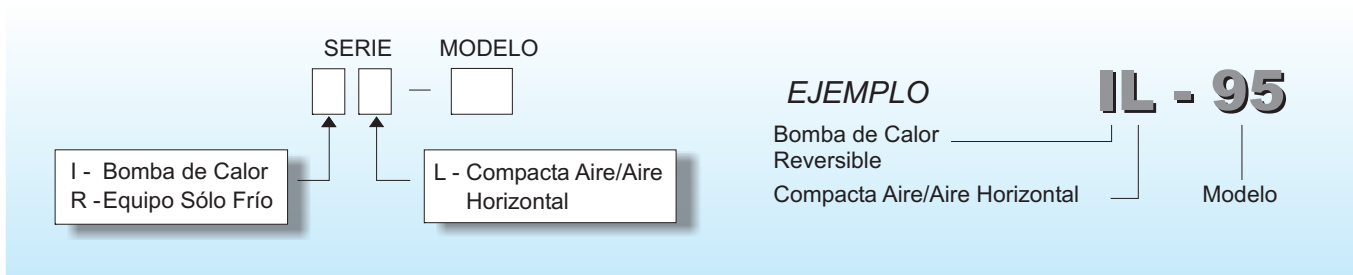 SERIE MODELO
I - Bomba de Calor
R -Equipo Sólo Frío
L - Compacta Aire/Aire
Horizontal
EJEMPLO
IL - 95
Bomba de Calor
Reversible
Compacta Aire/Aire Horizontal
Modelo